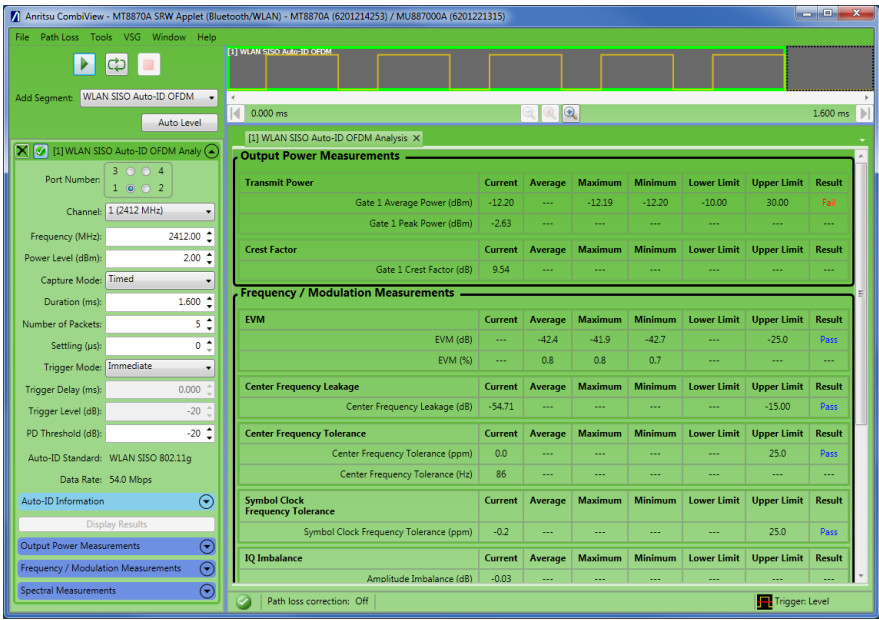 Anritsu CombiView - MT8870A SRW Applet (Bluetooth/WLAN) - MT8870A (6201214253) / MU887000A (6201221315)
File Path Loss Tools VSG Window Help
[1] WLAN SISO Auto-ID OFDM
Add Segment: WLAN SISO Auto-ID OFDM
Auto Level
0.000 ms 1.600 ms
[1] WLAN SISO Auto-ID OFDM Analy
Port Number: 3 4
1 2
Channel: 1 (2412 MHz)
Frequency (MHz): 2412.00
Power Level (dBm): 2.00
Capture Mode: Timed
Duration (ms): 1.600
Number of Packets: 5
Settling (µs): 0
Trigger Mode: Immediate
Trigger Delay (ms): 0.000
Trigger Level (dB): -20
PD Threshold (dB): -20
Auto-ID Standard: WLAN SISO 802.11g
Data Rate: 54.0 Mbps
Auto-ID Information
Display Results
Output Power Measurements
Frequency / Modulation Measurements
Spectral Measurements
[1] WLAN SISO Auto-ID OFDM Analysis X
Output Power Measurements
Transmit Power Current Average Maximum Minimum Lower Limit Upper Limit Result
Gate 1 Average Power (dBm) -12.20 --- -12.19 -12.20 -10.00 30.00 Fail
Gate 1 Peak Power (dBm) -2.63 --- --- --- --- --- ---
Crest Factor Current Average Maximum Minimum Lower Limit Upper Limit Result
Gate 1 Crest Factor (dB) 9.54 --- --- --- --- --- ---
Frequency / Modulation Measurements
EVM Current Average Maximum Minimum Lower Limit Upper Limit Result
EVM (dB) --- -42.4 -41.9 -42.7 --- -25.0 Pass
EVM (%) --- 0.8 0.8 0.7 --- --- ---
Center Frequency Leakage Current Average Maximum Minimum Lower Limit Upper Limit Result
Center Frequency Leakage (dB) -54.71 --- --- --- --- -15.00 Pass
Center Frequency Tolerance Current Average Maximum Minimum Lower Limit Upper Limit Result
Center Frequency Tolerance (ppm) 0.0 --- --- --- --- 25.0 Pass
Center Frequency Tolerance (Hz) 86 --- --- --- --- --- ---
Symbol Clock Current Average Maximum Minimum Lower Limit Upper Limit Result
Frequency Tolerance
Symbol Clock Frequency Tolerance (ppm) -0.2 --- --- --- --- 25.0 Pass
IQ Imbalance Current Average Maximum Minimum Lower Limit Upper Limit Result
Amplitude Imbalance (dB) -0.03 --- --- --- --- --- ---
Path loss correction: Off Trigger: Level